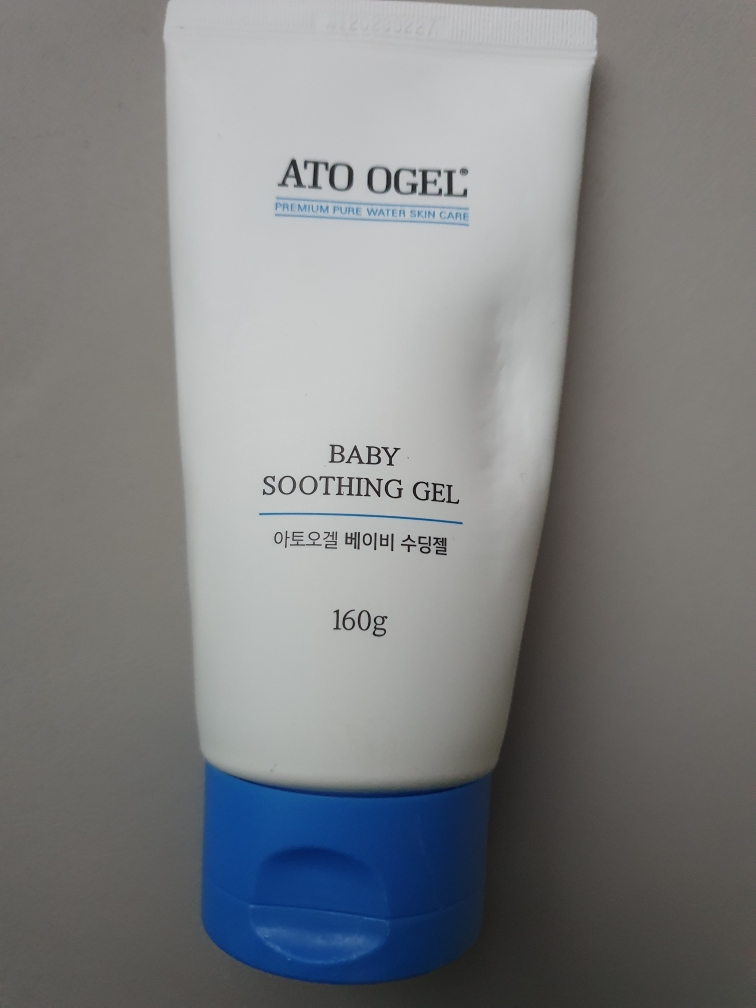 ATO OGEL®
PREMIUM PURE WATER SKIN CARE
BABY
SOOTHING GEL
아토오겔 베이비 수딩젤
160g